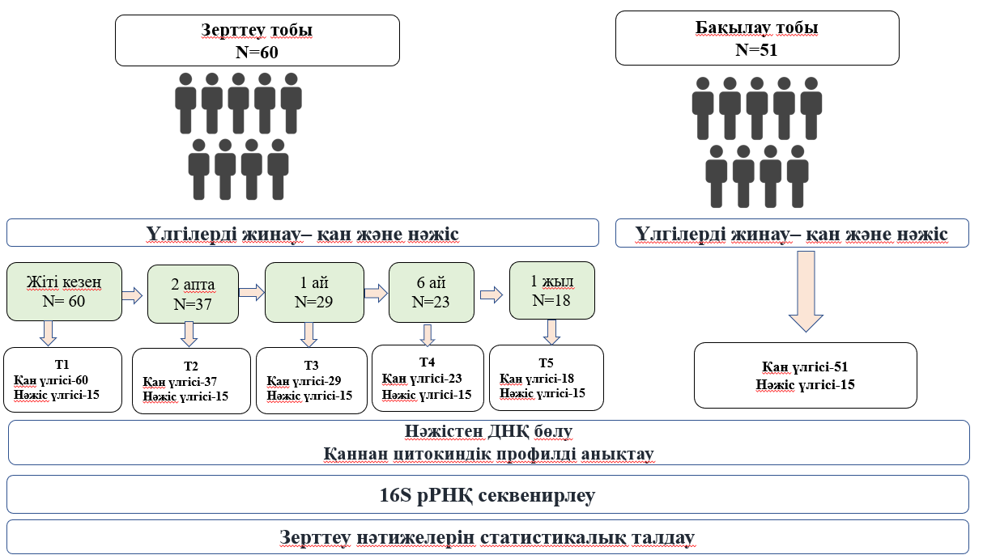 Зерттеу тобы
N=60
Бақылау тобы
N=51
Үлгілерді жинау– қан және нәжіс
Үлгілерді жинау– қан және нәжіс
Жіті кезең
N= 60
2 апта
N=37
1 ай
N=29
6 ай
N=23
1 жыл
N=18
T1
Қан үлгісі-60
Нәжіс үлгісі-15
T2
Қан үлгісі-37
Нәжіс үлгісі-15
T3
Қан үлгісі-29
Нәжіс үлгісі-15
T4
Қан үлгісі-23
Нәжіс үлгісі-15
T5
Қан үлгісі-18
Нәжіс үлгісі-15
Қан үлгісі-51
Нәжіс үлгісі-15
Нәжістен ДНҚ бөлу
Қаннан цитокиндік профилді анықтау
16S рРНҚ секвенирлеу
Зерттеу нәтижелерін статистикалық талдау